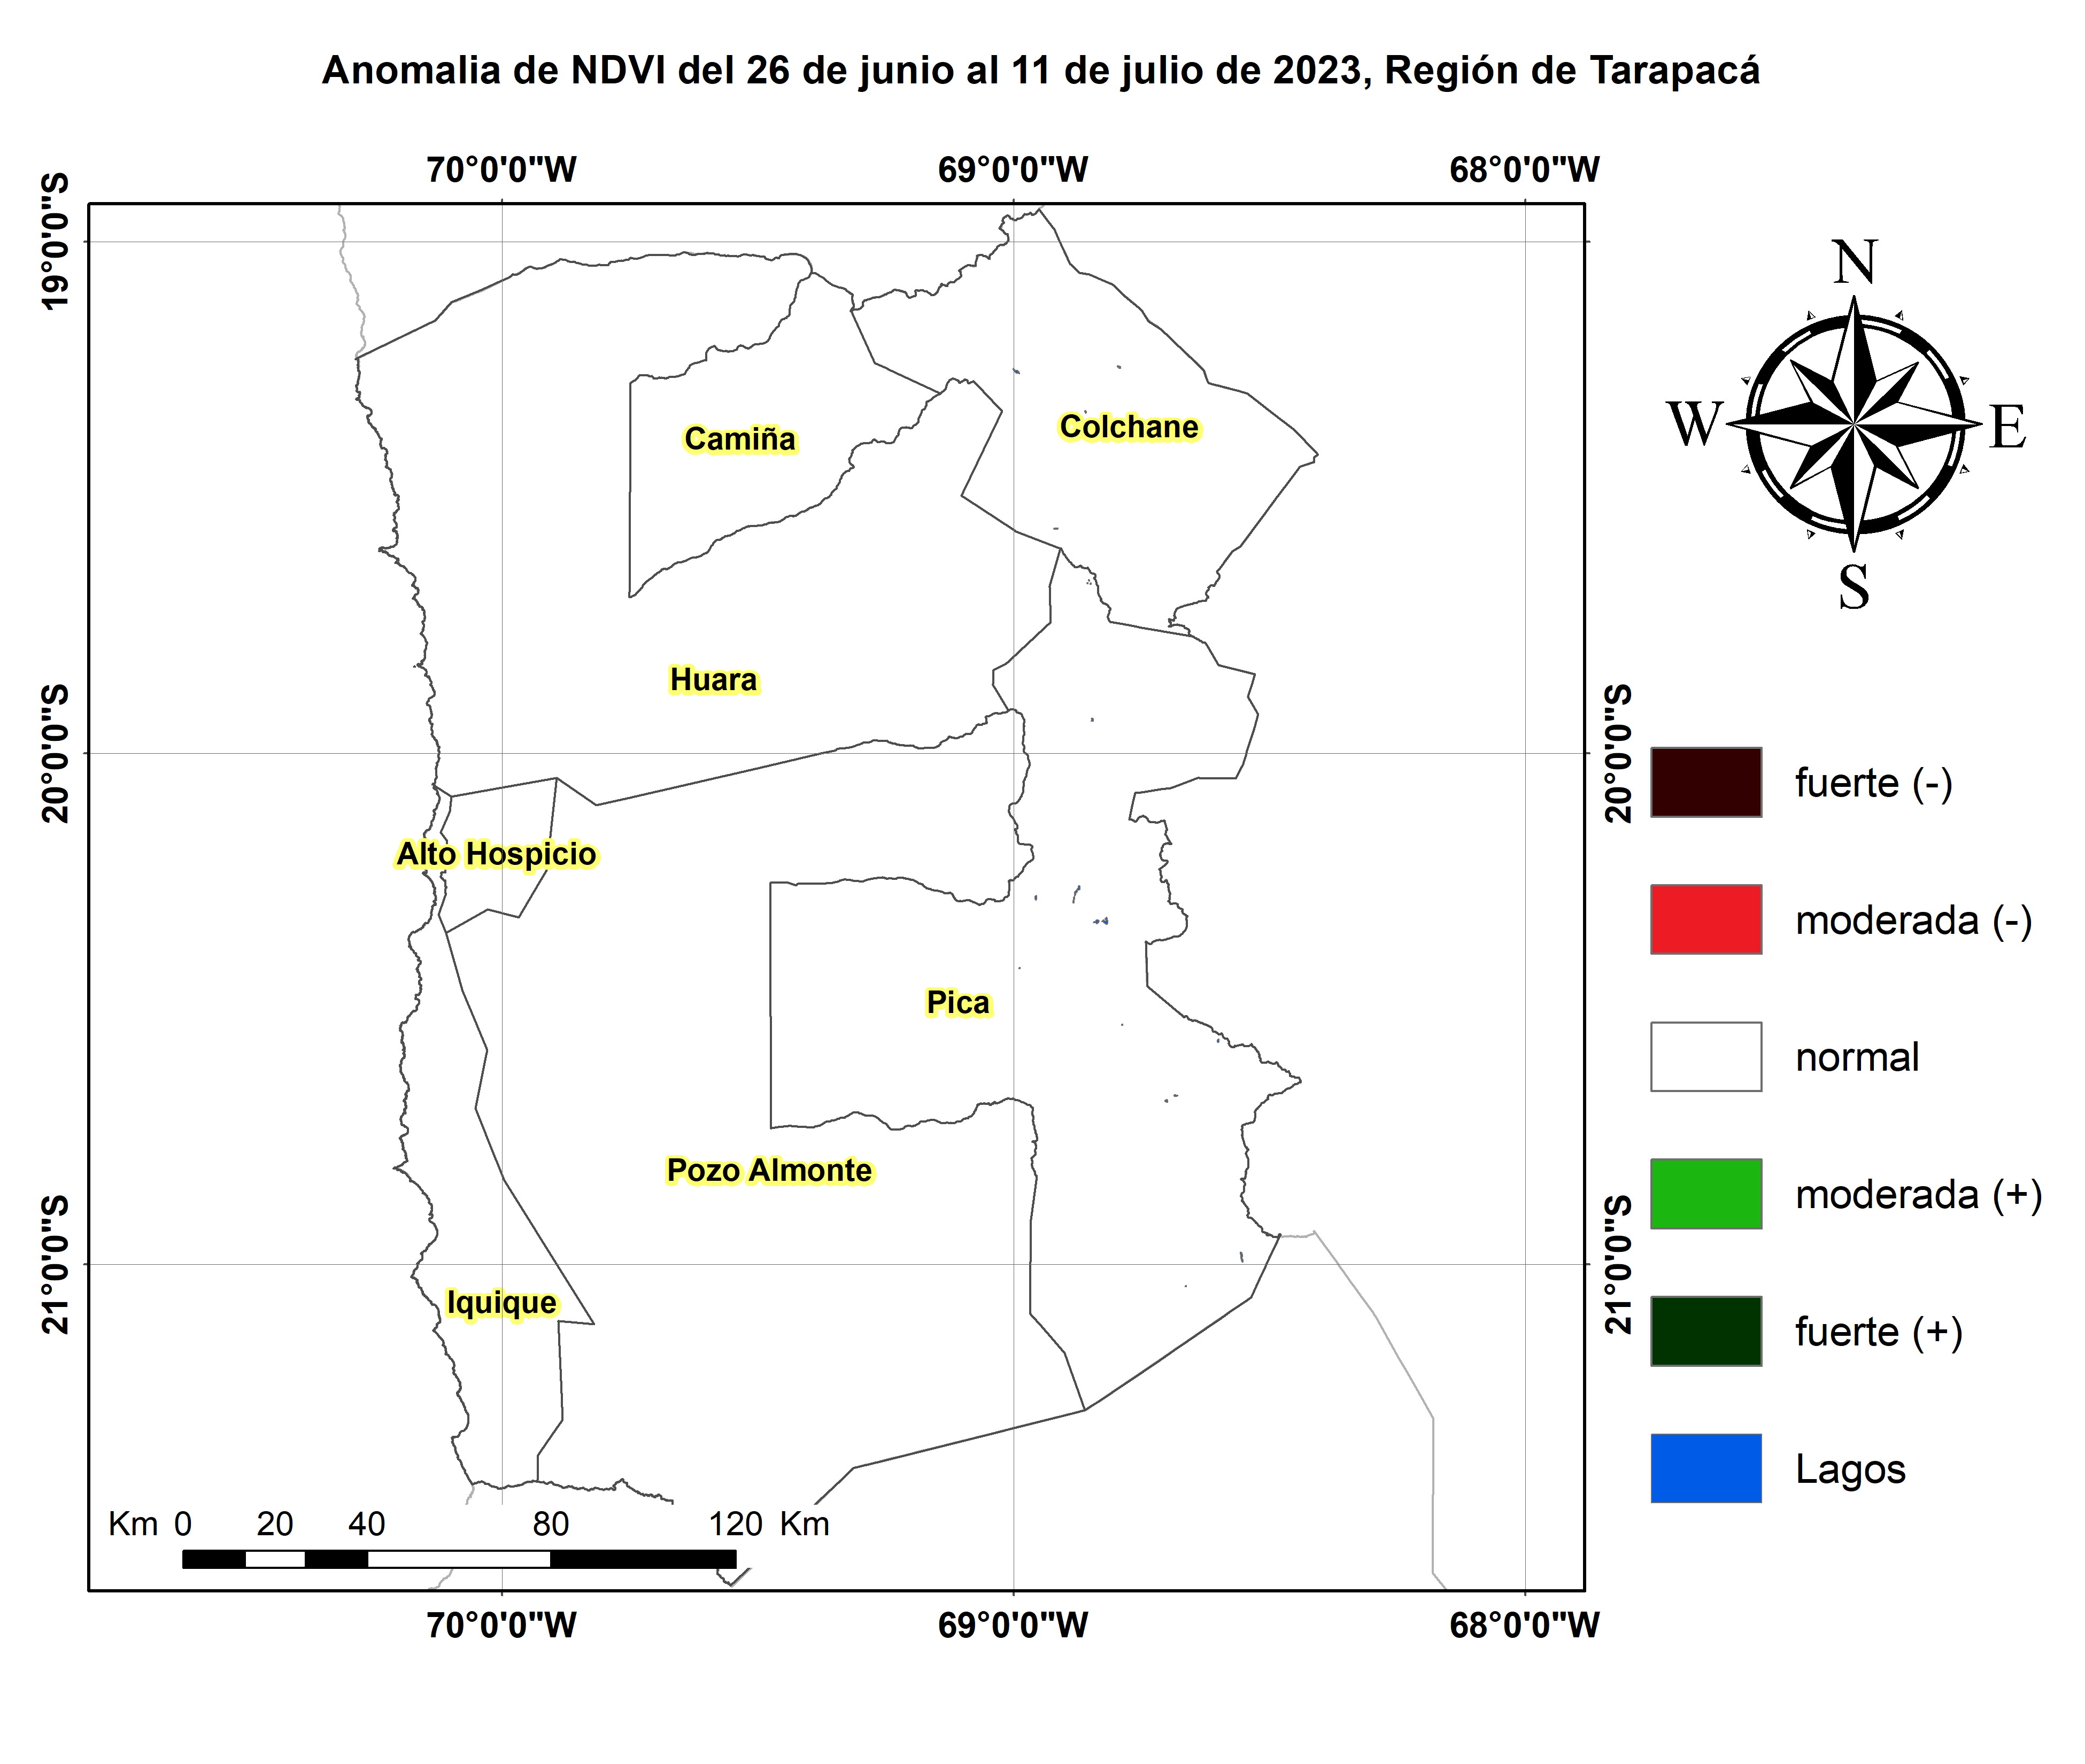 Anomalia de NDVI del 26 de junio al 11 de julio de 2023, Región de Tarapacá
70°0'0"W 69°0'0"W 68°0'0"W
19°0'0"S
N
W E
S
Camiña
Colchane
Huara
20°0'0"S
20°0'0"S
Alto Hospicio
Pica
Pozo Almonte
Iquique
21°0'0"S
21°0'0"S
fuerte (-)
moderada (-)
normal
moderada (+)
fuerte (+)
Lagos
Km 0 20 40 80 120 Km
70°0'0"W 69°0'0"W 68°0'0"W